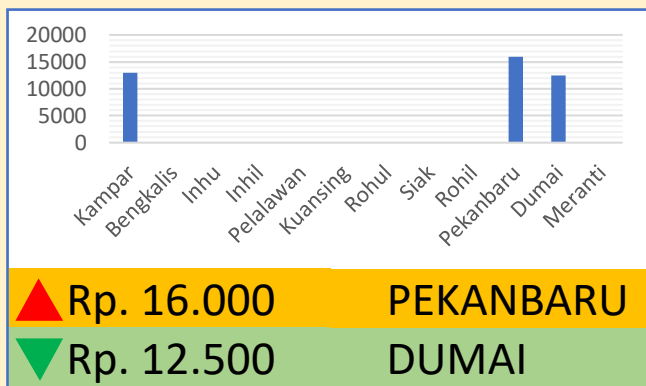 20000
15000
10000
5000
0
Kampar
Bengkalis
Inhu
Inhil
Pelalawan
Kuansing
Rohul
Siak
Rohil
Pekanbaru
Dumai
Meranti
Rp. 16.000 PEKANBARU
Rp. 12.500 DUMAI